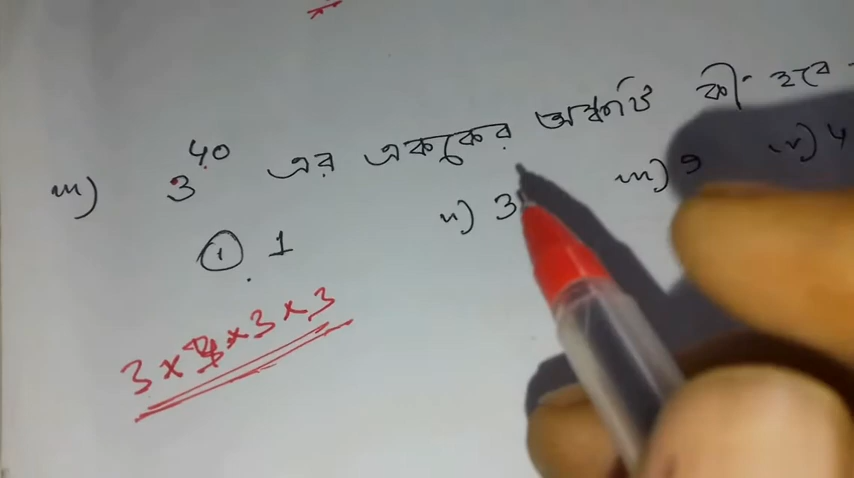 iii) 3⁴⁰ এর এককের অঙ্কটি কী হবে
i) 1 ii) 3 iii) 9 iv) 4
3 × 3 × 3 × 3